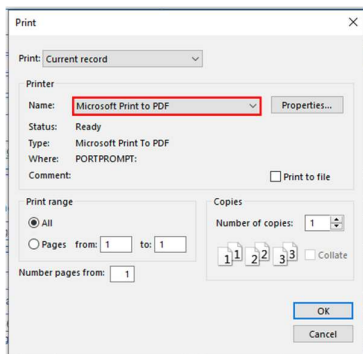 Print
Print: Current record
Printer
Name: Microsoft Print to PDF Properties...
Status: Ready
Type: Microsoft Print To PDF
Where: PORTPROMPT:
Comment: Print to file
Print range
All
Pages from: 1 to: 1
Copies
Number of copies: 1
1 1 2 2 3 3 Collate
Number pages from: 1
OK
Cancel